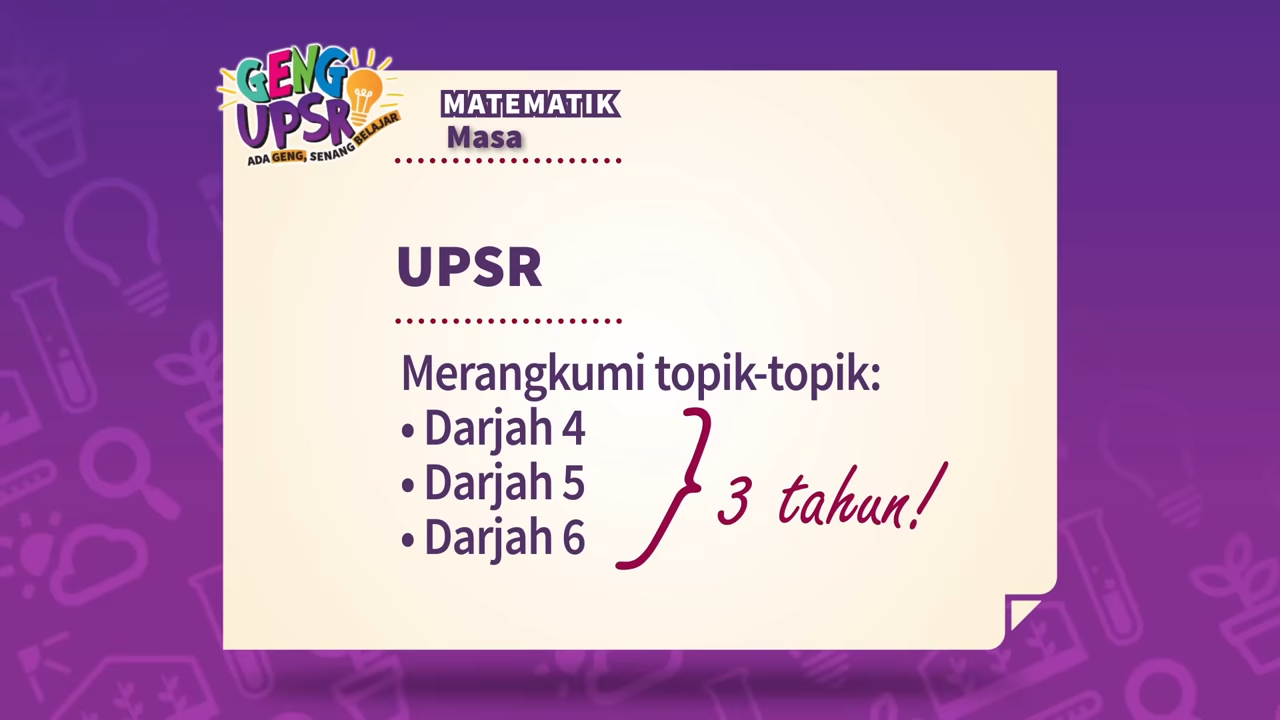 GENG
UPSR
ADA GENG, SENANG BELAJAR
MATEMATIK
Masa
UPSR
Merangkumi topik-topik:
• Darjah 4
• Darjah 5
• Darjah 6
3 tahun!